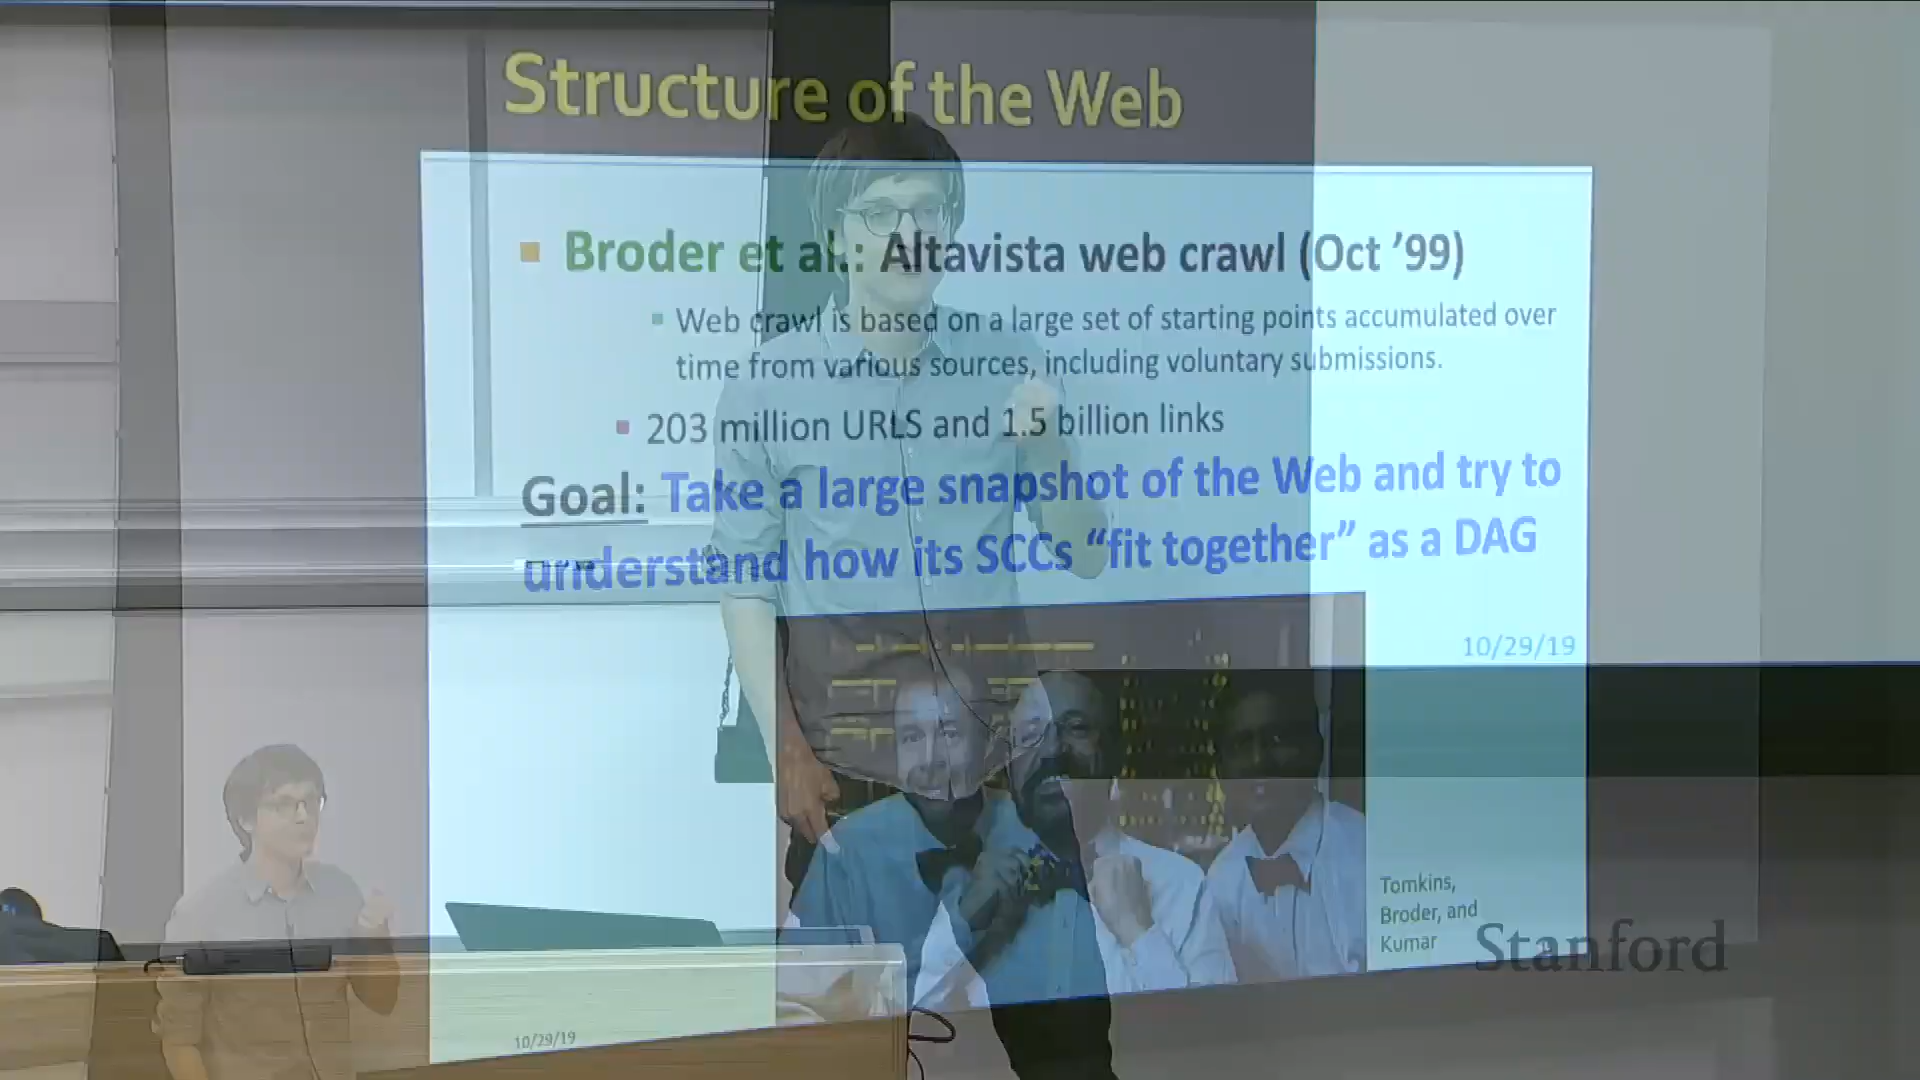 Structure of the Web
Broder et al.: Altavista web crawl (Oct ’99)
Web crawl is based on a large set of starting points accumulated over
time from various sources, including voluntary submissions.
203 million URLS and 1.5 billion links
Goal: Take a large snapshot of the Web and try to
understand how its SCCs “fit together” as a DAG
10/29/19
Tomkins,
Broder, and
Kumar
Stanford
10/29/19